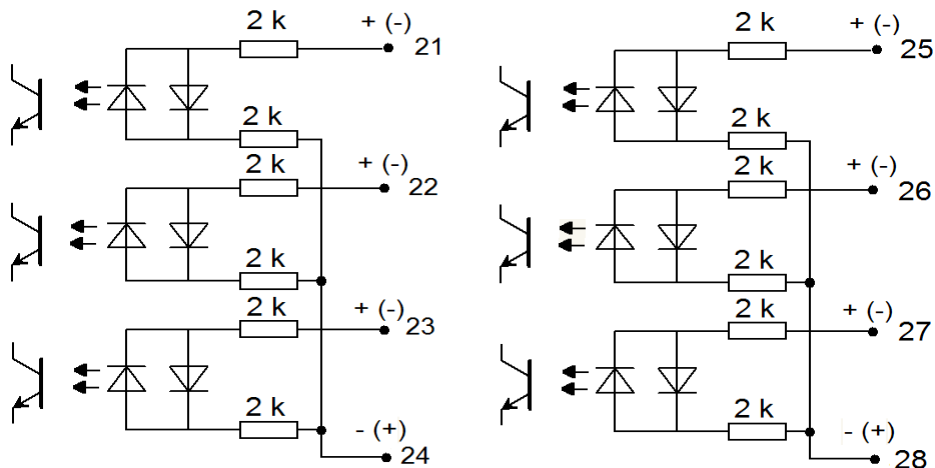 2 k + (-) 21
2 k
2 k + (-) 22
2 k
2 k + (-) 23
2 k - (+) 24
2 k + (-) 25
2 k
2 k + (-) 26
2 k
2 k + (-) 27
2 k - (+) 28